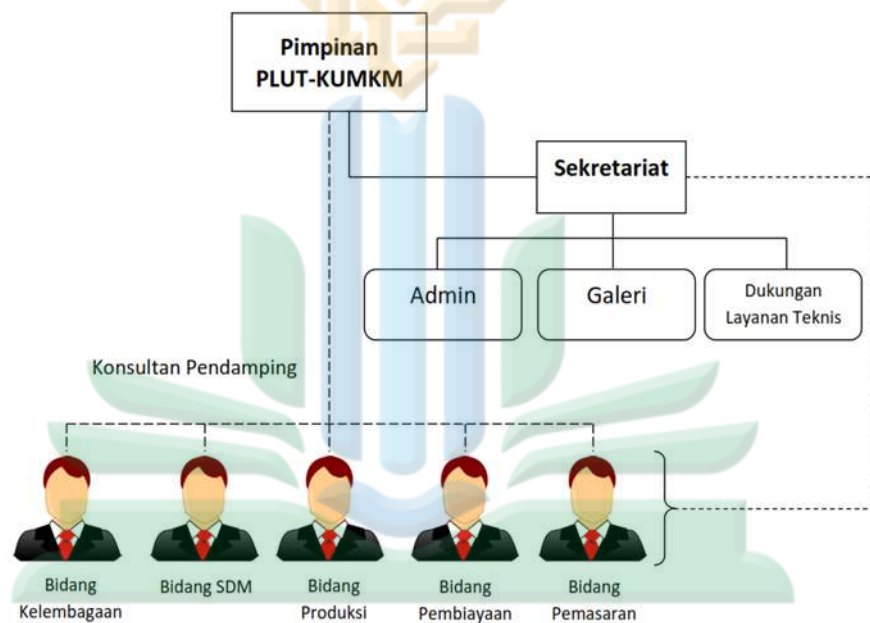 Pimpinan
PLUT-KUMKM
Sekretariat
Admin
Galeri
Dukungan
Layanan Teknis
Konsultan Pendamping
Bidang
Kelembagaan
Bidang SDM
Bidang
Produksi
Bidang
Pembiayaan
Bidang
Pemasaran